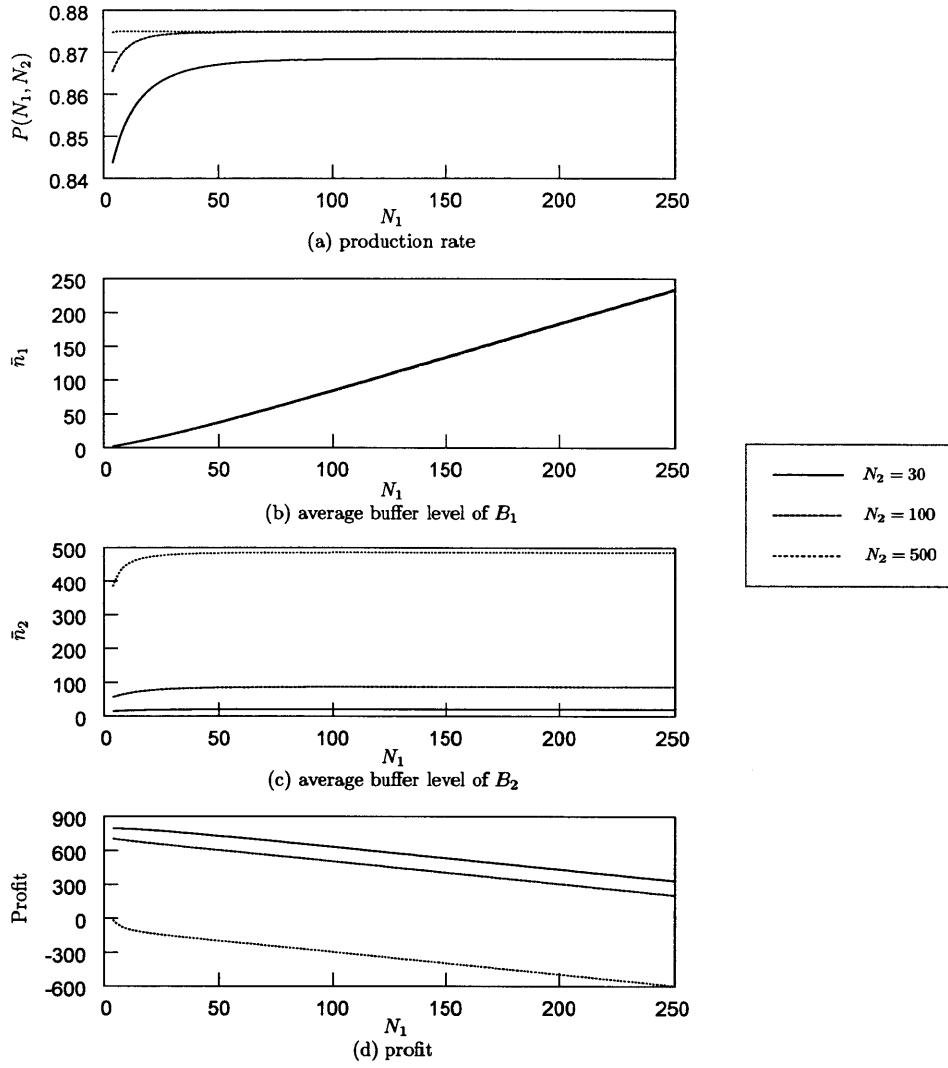 0.88
0.87
0.86
0.85
0.84
P(N₁, N₂)
0 50 100 150 200 250
N₁
(a) production rate
250
200
150
100
50
0
n̄₁
0 50 100 150 200 250
N₁
(b) average buffer level of B₁
500
400
300
200
100
0
n̄₂
0 50 100 150 200 250
N₁
(c) average buffer level of B₂
900
600
300
0
-300
-600
Profit
0 50 100 150 200 250
N₁
(d) profit
N₂ = 30
N₂ = 100
N₂ = 500